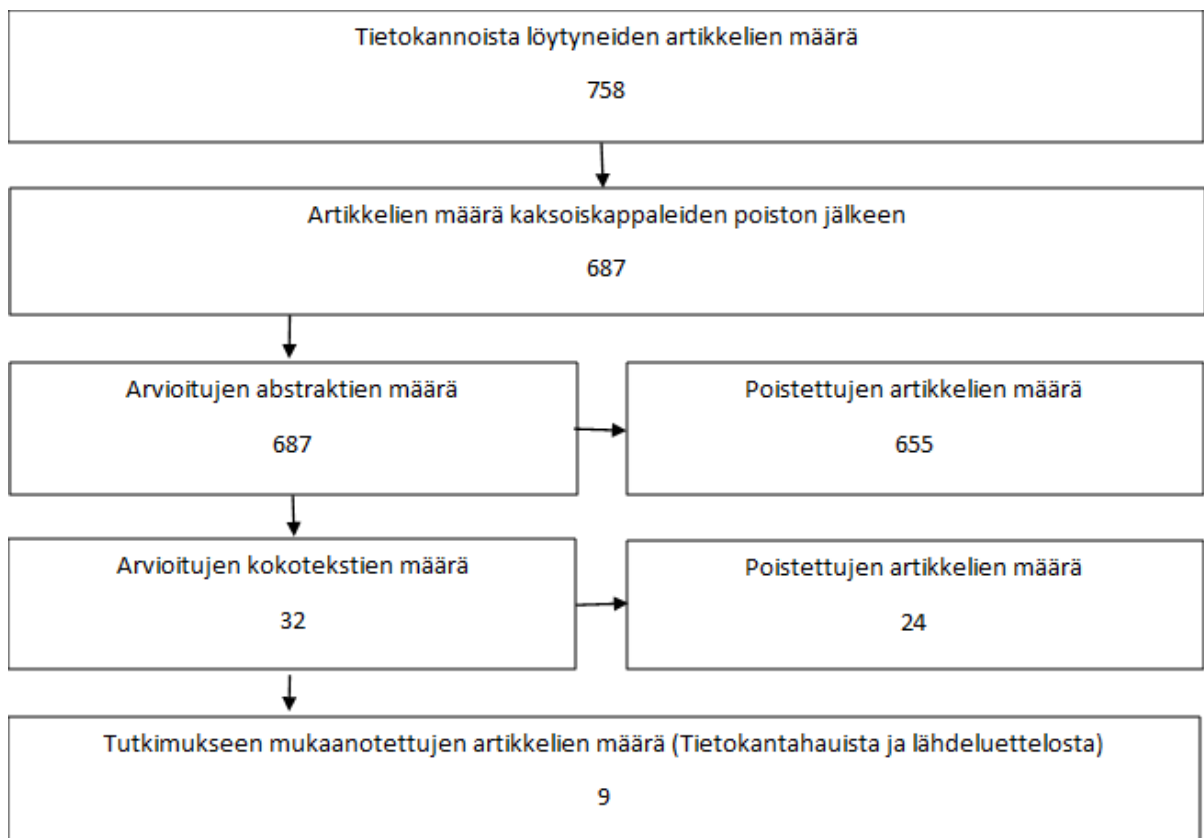 Tietokannoista löytyneiden artikkelien määrä
758
Artikkelien määrä kaksoiskappaleiden poiston jälkeen
687
Arvioitujen abstraktien määrä
687
Poistettujen artikkelien määrä
655
Arvioitujen kokotekstien määrä
32
Poistettujen artikkelien määrä
24
Tutkimukseen mukaanotettujen artikkelien määrä (Tietokantahauista ja lähdeluettelosta)
9